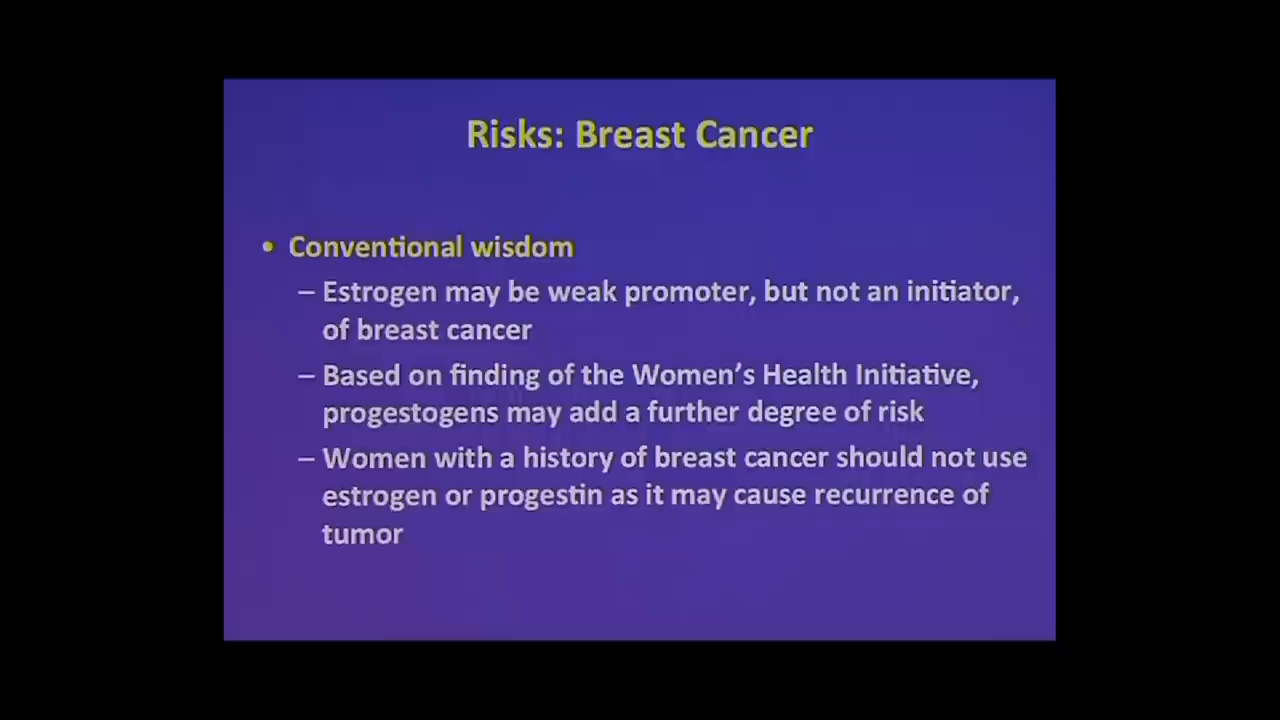 Risks: Breast Cancer
• Conventional wisdom
– Estrogen may be weak promoter, but not an initiator,
of breast cancer
– Based on finding of the Women’s Health Initiative,
progestogens may add a further degree of risk
– Women with a history of breast cancer should not use
estrogen or progestin as it may cause recurrence of
tumor